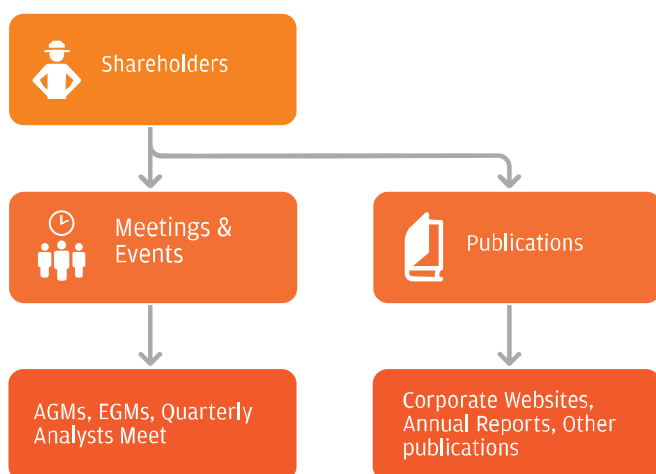 Shareholders
Meetings &
Events
Publications
AGMs, EGMs, Quarterly
Analysts Meet
Corporate Websites,
Annual Reports, Other
publications